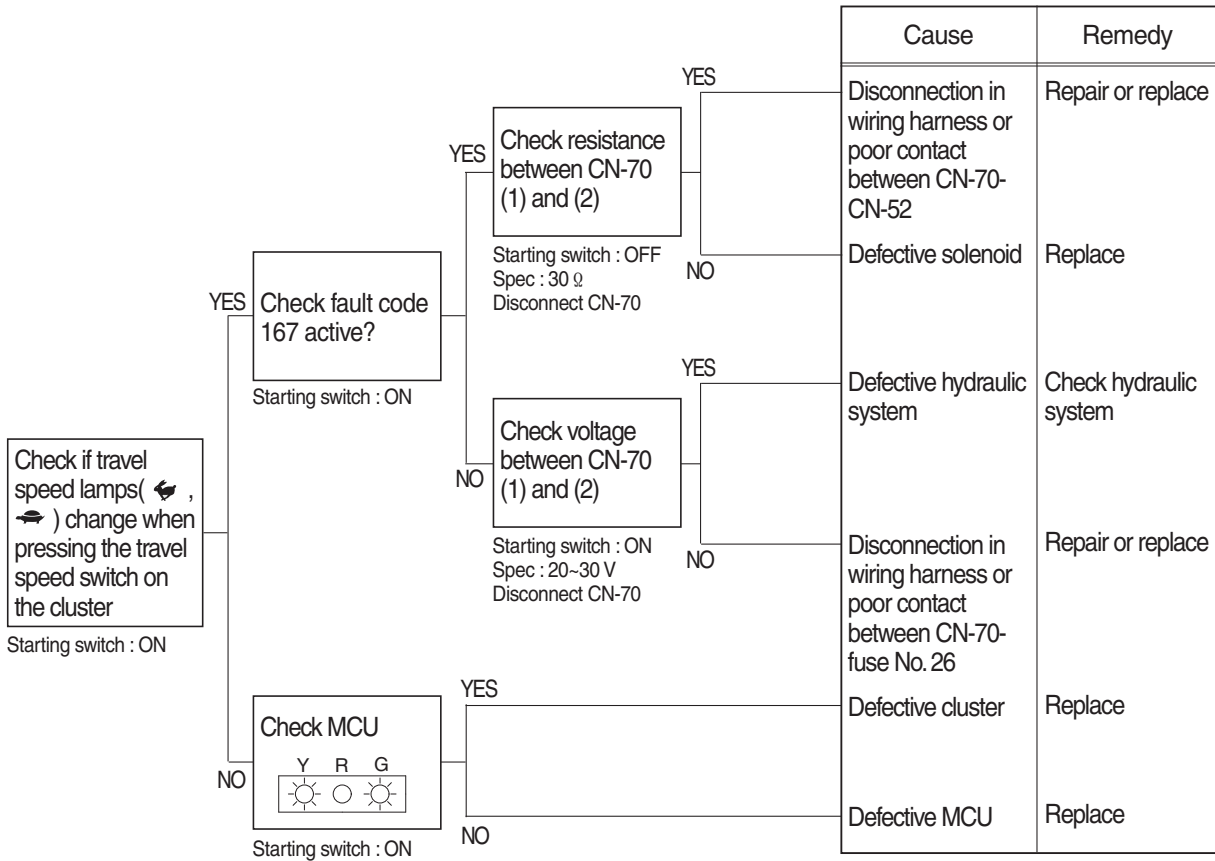 Check if travel
speed lamps( ,
) change when
pressing the travel
speed switch on
the cluster
Starting switch : ON
YES
Check fault code
167 active?
Starting switch : ON
YES
Check resistance
between CN-70
(1) and (2)
Starting switch : OFF
Spec : 30 Ω
Disconnect CN-70
YES
NO
NO
Check voltage
between CN-70
(1) and (2)
Starting switch : ON
Spec : 20~30 V
Disconnect CN-70
YES
NO
NO
Check MCU
Y R G
Starting switch : ON
YES
NO
Cause Remedy
Disconnection in Repair or replace
wiring harness or
poor contact
between CN-70-
CN-52
Defective solenoid Replace
Defective hydraulic Check hydraulic
system system
Disconnection in Repair or replace
wiring harness or
poor contact
between CN-70-
fuse No. 26
Defective cluster Replace
Defective MCU Replace